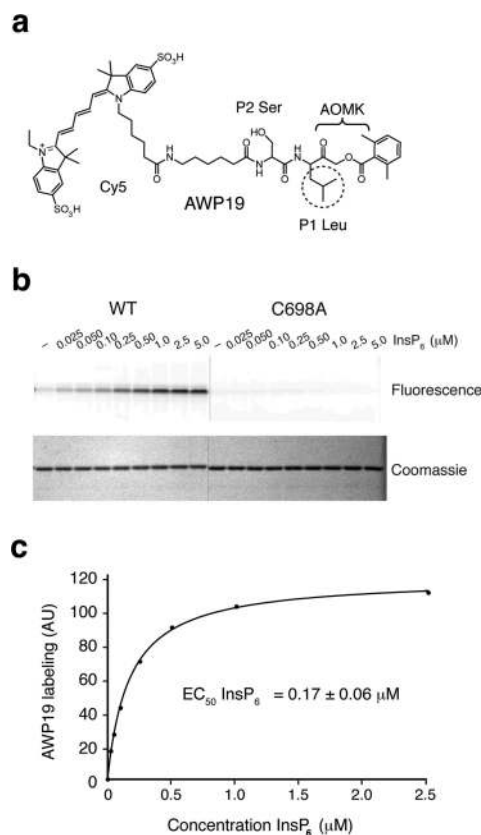 a
SO₃H
N
N⁺
SO₃H
Cy5
O
N
H
AWP19
O
N
H
P2 Ser
HO
O
H
N
AOMK
O
O
O
P1 Leu
b
WT
C698A
– 0.025 0.050 0.10 0.25 0.50 1.0 2.5 5.0 – 0.025 0.050 0.10 0.25 0.50 1.0 2.5 5.0 InsP₆ (μM)
Fluorescence
Coomassie
c
AWP19 labeling (AU)
120
100
80
60
40
20
0
EC₅₀ InsP₆ = 0.17 ± 0.06 μM
0 0.5 1.0 1.5 2.0 2.5
Concentration InsP₆ (μM)